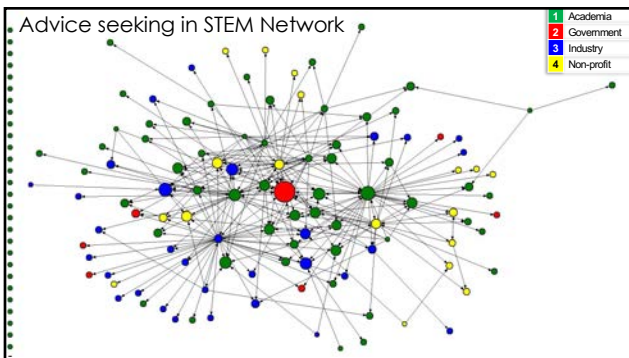 Advice seeking in STEM Network
1 Academia
2 Government
3 Industry
4 Non-profit